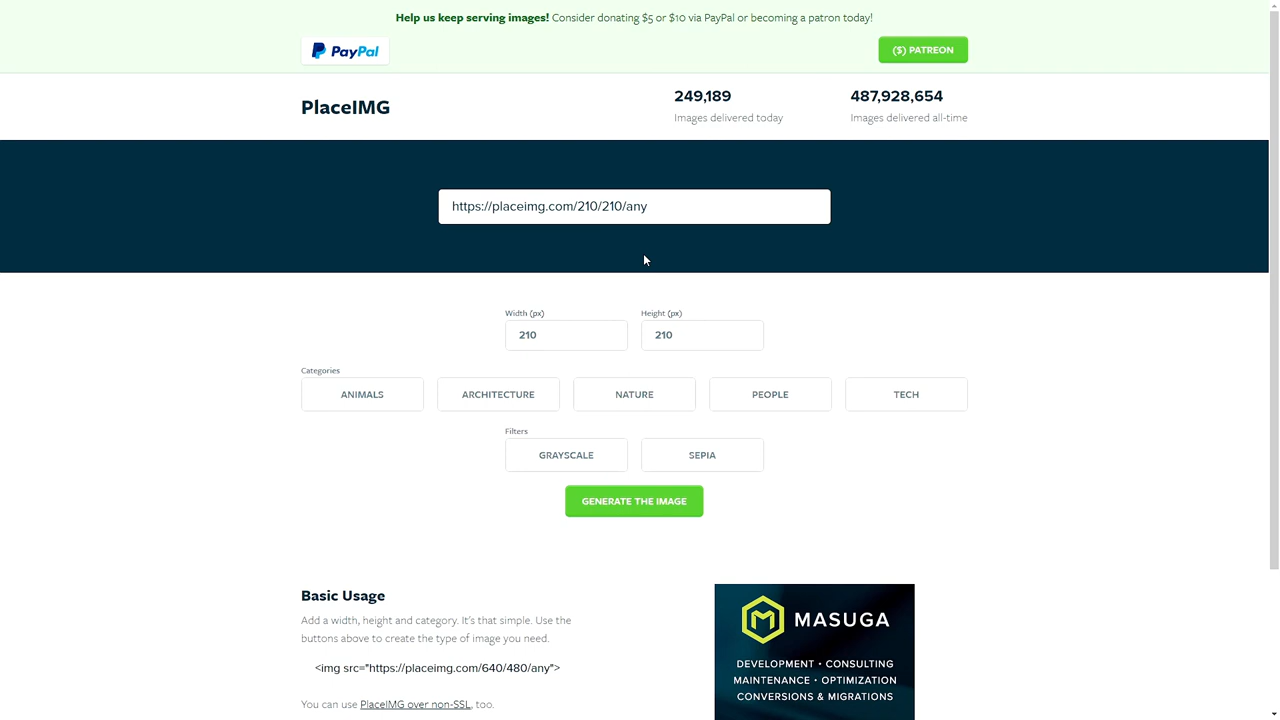 Help us keep serving images! Consider donating $5 or $10 via PayPal or becoming a patron today!
PayPal
($) PATREON
PlaceIMG
249,189
Images delivered today
487,928,654
Images delivered all-time
https://placeimg.com/210/210/any
Width (px)
Height (px)
210
210
Categories
ANIMALS
ARCHITECTURE
NATURE
PEOPLE
TECH
Filters
GRAYSCALE
SEPIA
GENERATE THE IMAGE
Basic Usage
Add a width, height and category. It's that simple. Use the
buttons above to create the type of image you need.
<img src="https://placeimg.com/640/480/any">
You can use PlaceIMG over non-SSL, too.
MASUGA
DEVELOPMENT • CONSULTING
MAINTENANCE • OPTIMIZATION
CONVERSIONS & MIGRATIONS